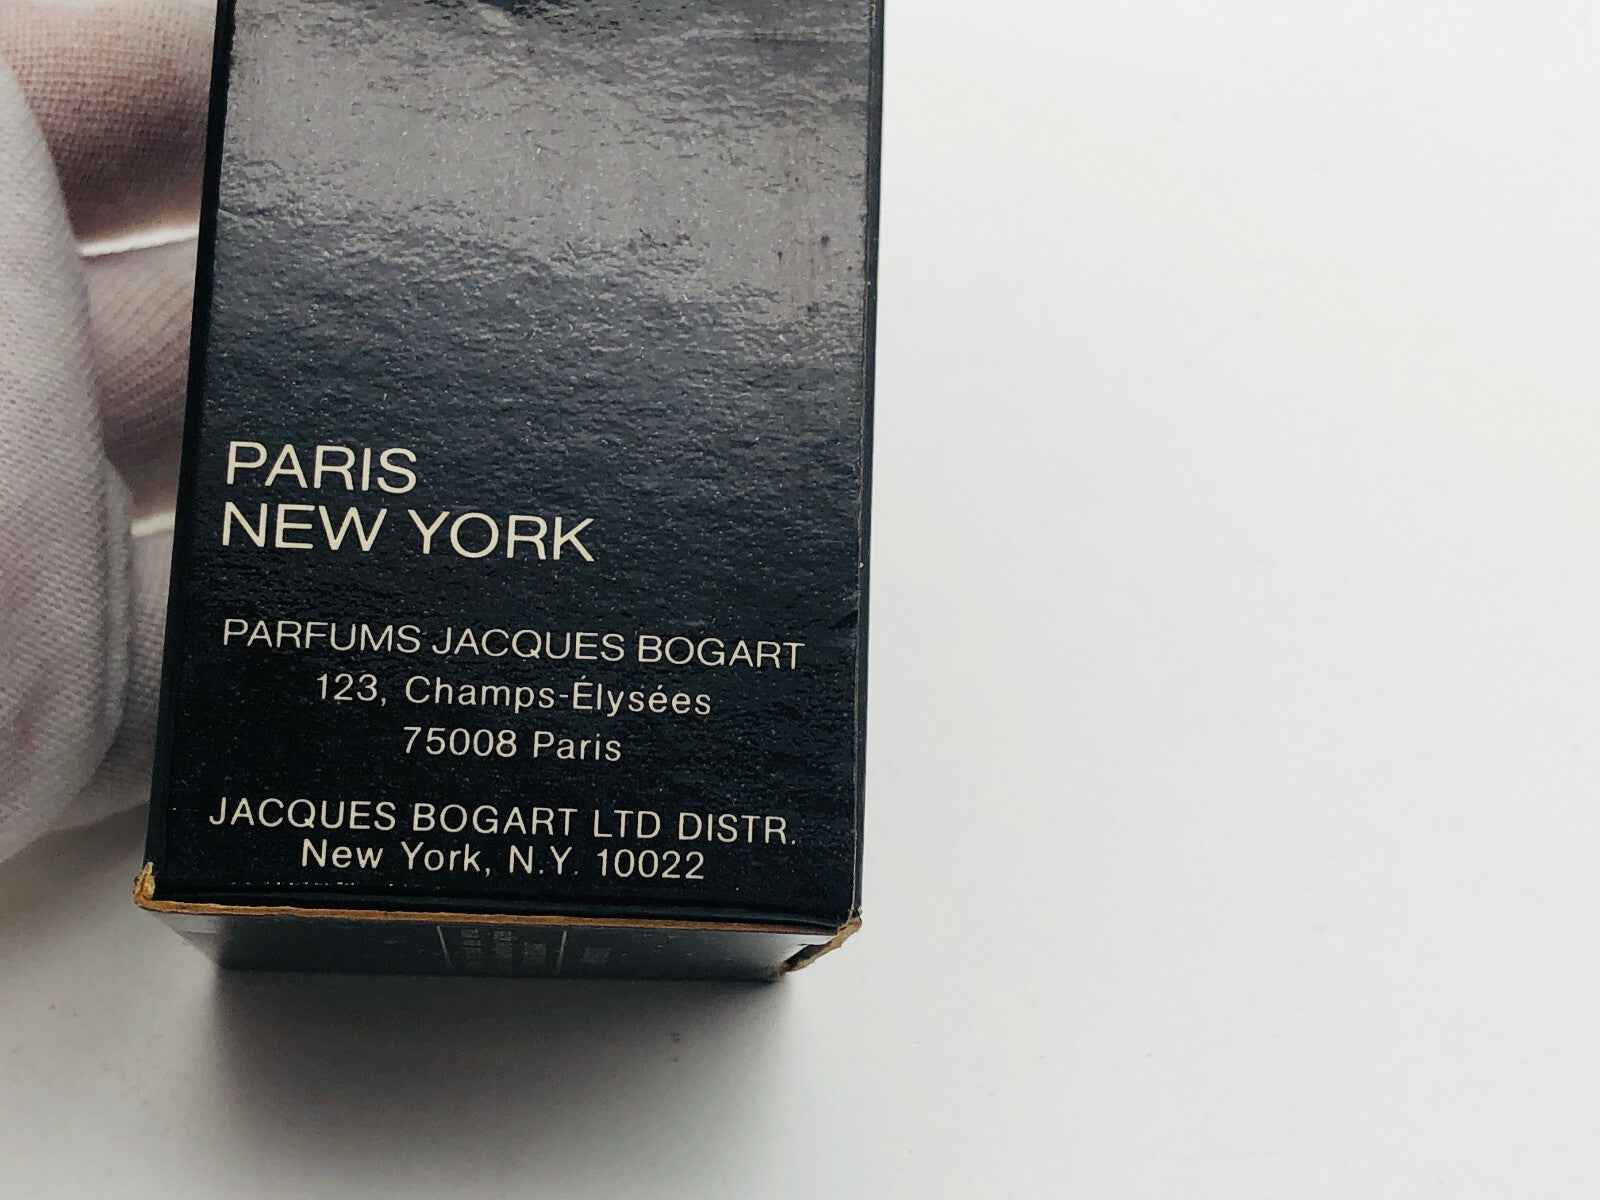 PARIS
NEW YORK
PARFUMS JACQUES BOGART
123, Champs-Élysées
75008 Paris
JACQUES BOGART LTD DISTR.
New York, N.Y. 10022